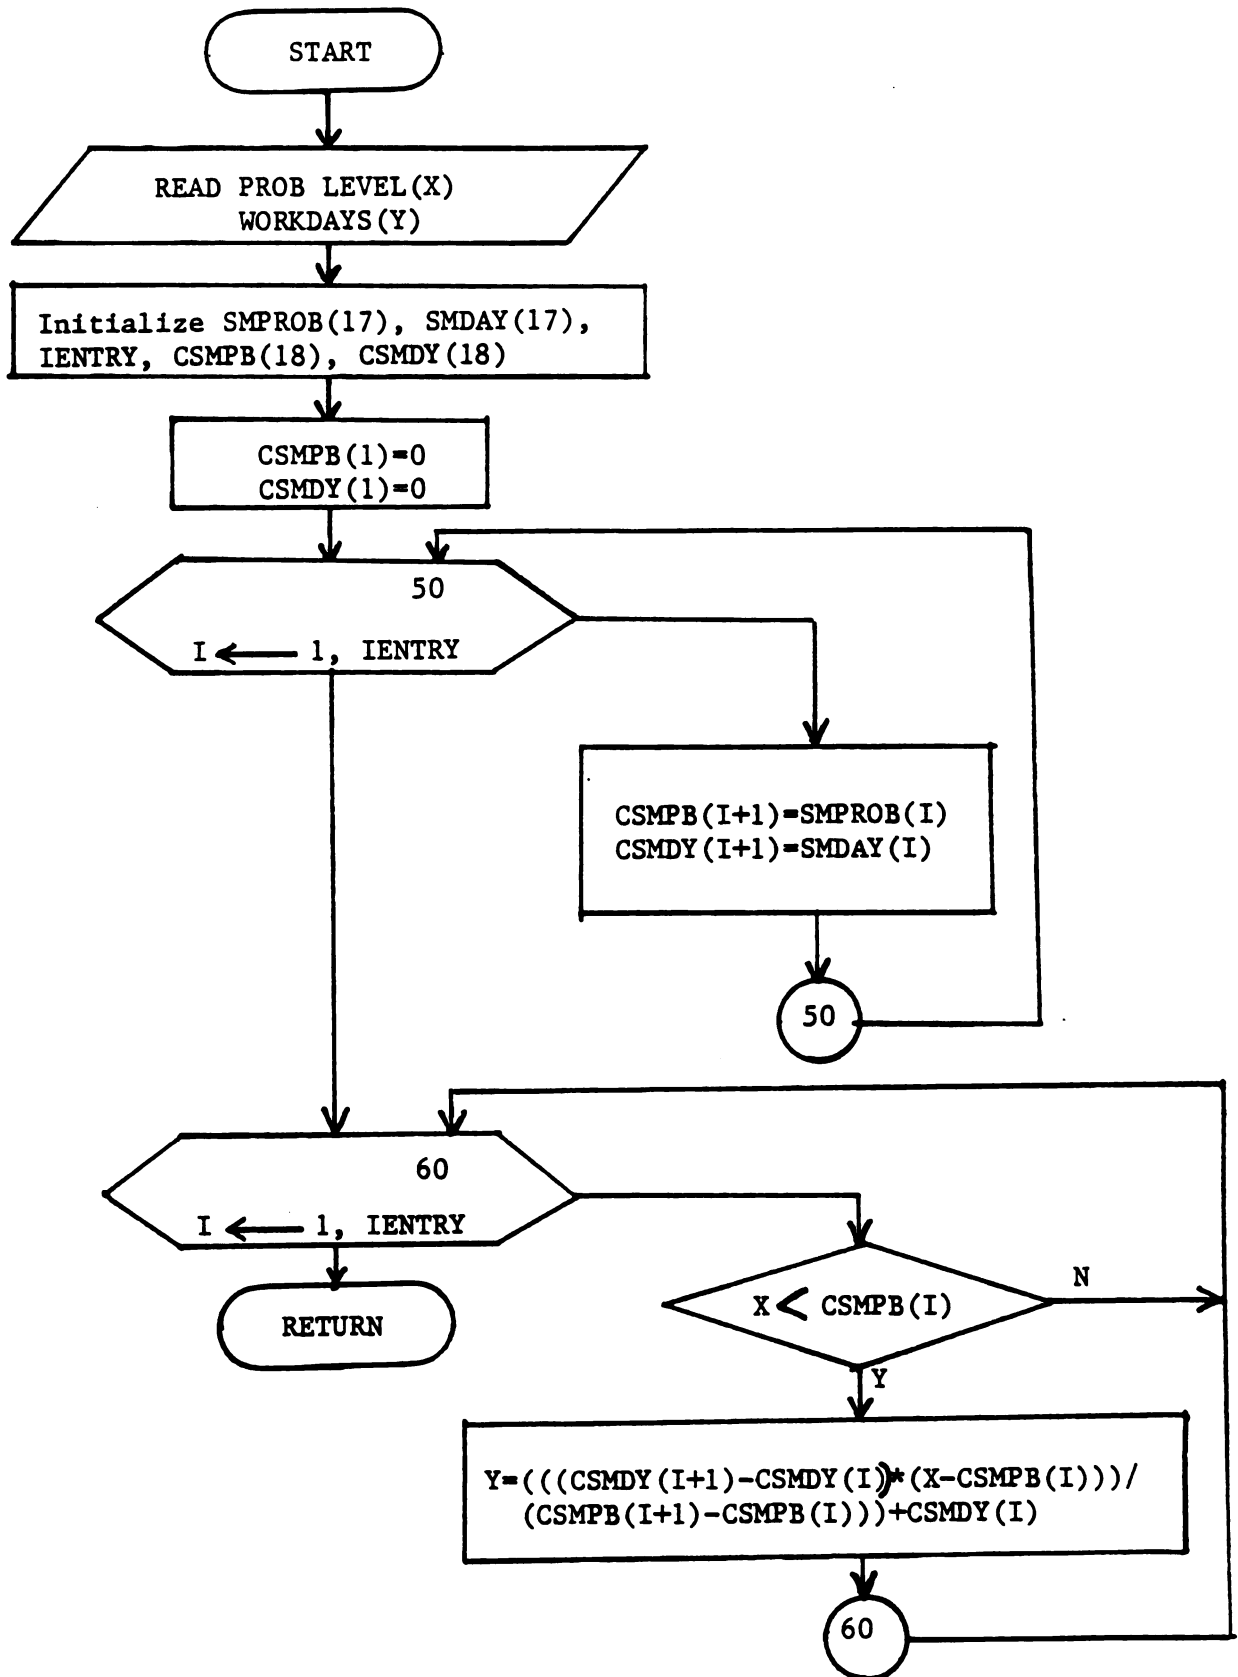 START
READ PROB LEVEL(X)
WORKDAYS(Y)
Initialize SMPROB(17), SMDAY(17),
IENTRY, CSMPB(18), CSMDY(18)
CSMPB(1)=0
CSMDY(1)=0
50
I ← 1, IENTRY
CSMPB(I+1)=SMPROB(I)
CSMDY(I+1)=SMDAY(I)
50
60
I ← 1, IENTRY
X < CSMPB(I)
N
Y
RETURN
Y=(((CSMDY(I+1)-CSMDY(I))*(X-CSMPB(I)))/
(CSMPB(I+1)-CSMPB(I)))+CSMDY(I)
60